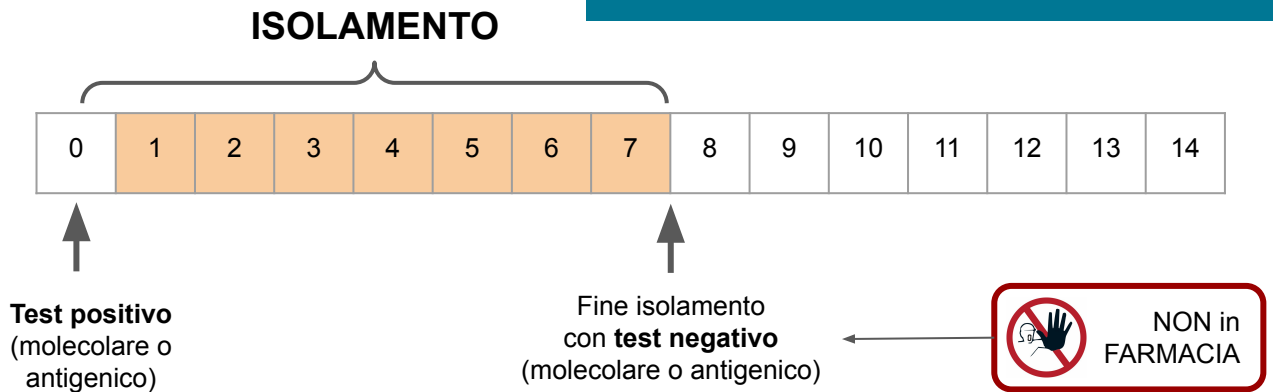 ISOLAMENTO
0 1 2 3 4 5 6 7 8 9 10 11 12 13 14
Test positivo
(molecolare o
antigenico)
Fine isolamento
con test negativo
(molecolare o antigenico)
NON in
FARMACIA